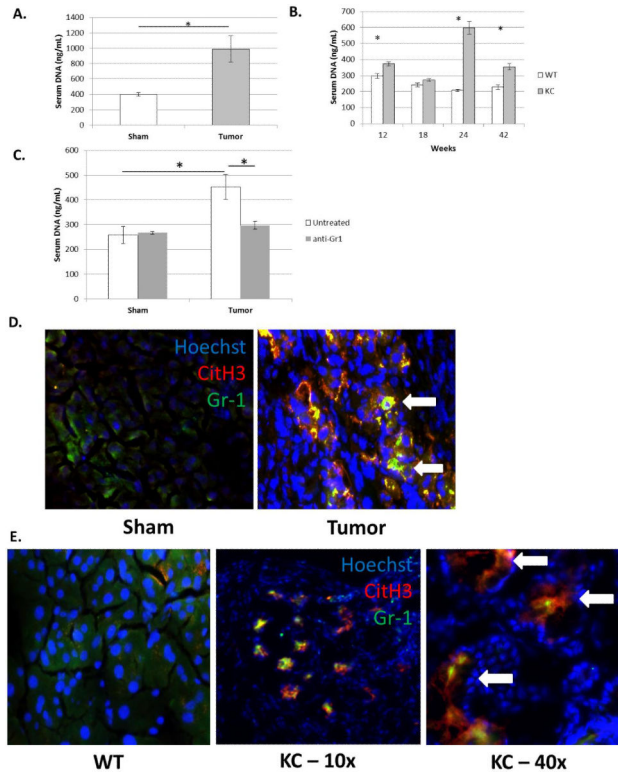 A.
*
Serum DNA (ng/mL)
1400
1200
1000
800
600
400
200
0
Sham
Tumor
B.
Serum DNA (ng/mL)
700
600
500
400
300
200
100
0
*
*
*
12
18
24
42
Weeks
WT
KC
C.
Serum DNA (ng/mL)
600
500
400
300
200
100
0
*
*
Sham
Tumor
Untreated
anti-Gr1
D.
Hoechst
CitH3
Gr-1
Sham
Tumor
E.
Hoechst
CitH3
Gr-1
WT
KC – 10x
KC – 40x